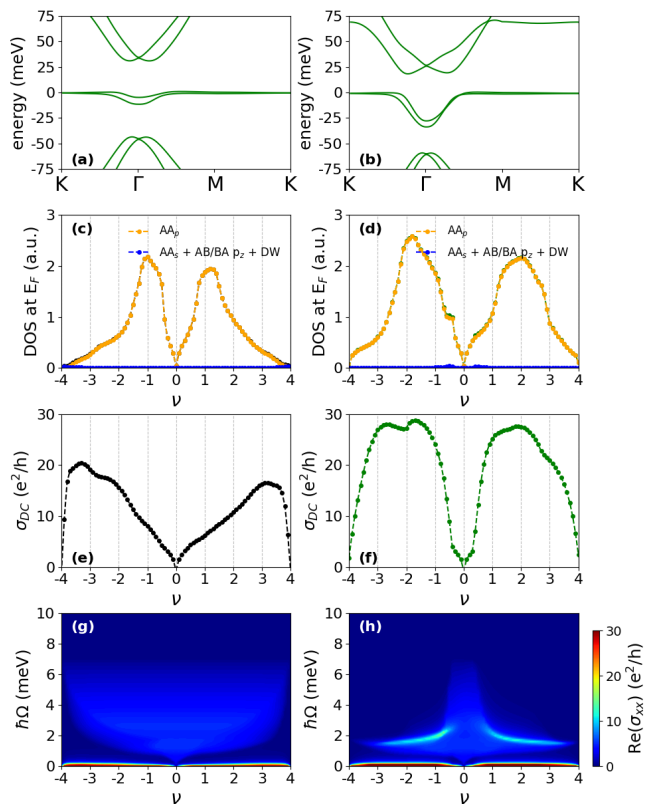 75
50
25
0
-25
-50
-75
energy (meV)
(a)
K Γ M K
75
50
25
0
-25
-50
-75
energy (meV)
(b)
K Γ M K
3
2
1
0
DOS at E_F (a.u.)
(c)
AA_p
AA_s + AB/BA p_z + DW
-4 -3 -2 -1 0 1 2 3 4
ν
3
2
1
0
DOS at E_F (a.u.)
(d)
AA_p
AA_s + AB/BA p_z + DW
-4 -3 -2 -1 0 1 2 3 4
ν
30
20
10
0
σ_DC (e²/h)
(e)
-4 -3 -2 -1 0 1 2 3 4
ν
30
20
10
0
σ_DC (e²/h)
(f)
-4 -3 -2 -1 0 1 2 3 4
ν
10
8
6
4
2
0
ħΩ (meV)
(g)
-4 -3 -2 -1 0 1 2 3 4
ν
10
8
6
4
2
0
ħΩ (meV)
(h)
-4 -3 -2 -1 0 1 2 3 4
ν
30
20
10
0
Re(σ_xx) (e²/h)